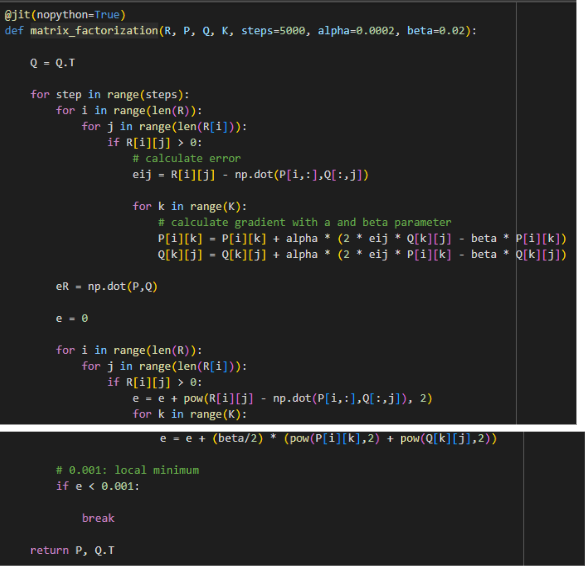 @jit(nopython=True)
def matrix_factorization(R, P, Q, K, steps=5000, alpha=0.0002, beta=0.02):
    Q = Q.T
    for step in range(steps):
        for i in range(len(R)):
            for j in range(len(R[i])):
                if R[i][j] > 0:
                    # calculate error
                    eij = R[i][j] - np.dot(P[i,:],Q[:,j])
                    for k in range(K):
                        # calculate gradient with a and beta parameter
                        P[i][k] = P[i][k] + alpha * (2 * eij * Q[k][j] - beta * P[i][k])
                        Q[k][j] = Q[k][j] + alpha * (2 * eij * P[i][k] - beta * Q[k][j])
        eR = np.dot(P,Q)
        e = 0
        for i in range(len(R)):
            for j in range(len(R[i])):
                if R[i][j] > 0:
                    e = e + pow(R[i][j] - np.dot(P[i,:],Q[:,j]), 2)
                    for k in range(K):
                        e = e + (beta/2) * (pow(P[i][k],2) + pow(Q[k][j],2))
        # 0.001: local minimum
        if e < 0.001:
            break
    return P, Q.T